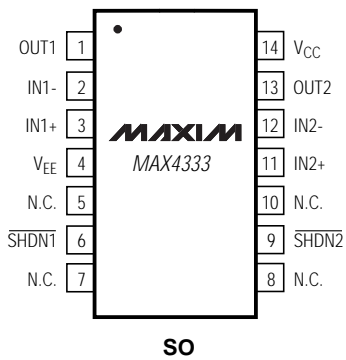 OUT1 1 14 VCC
IN1- 2 13 OUT2
IN1+ 3 12 IN2-
MAXIM
VEE 4 MAX4333 11 IN2+
N.C. 5 10 N.C.
SHDN1 6 9 SHDN2
N.C. 7 8 N.C.
SO